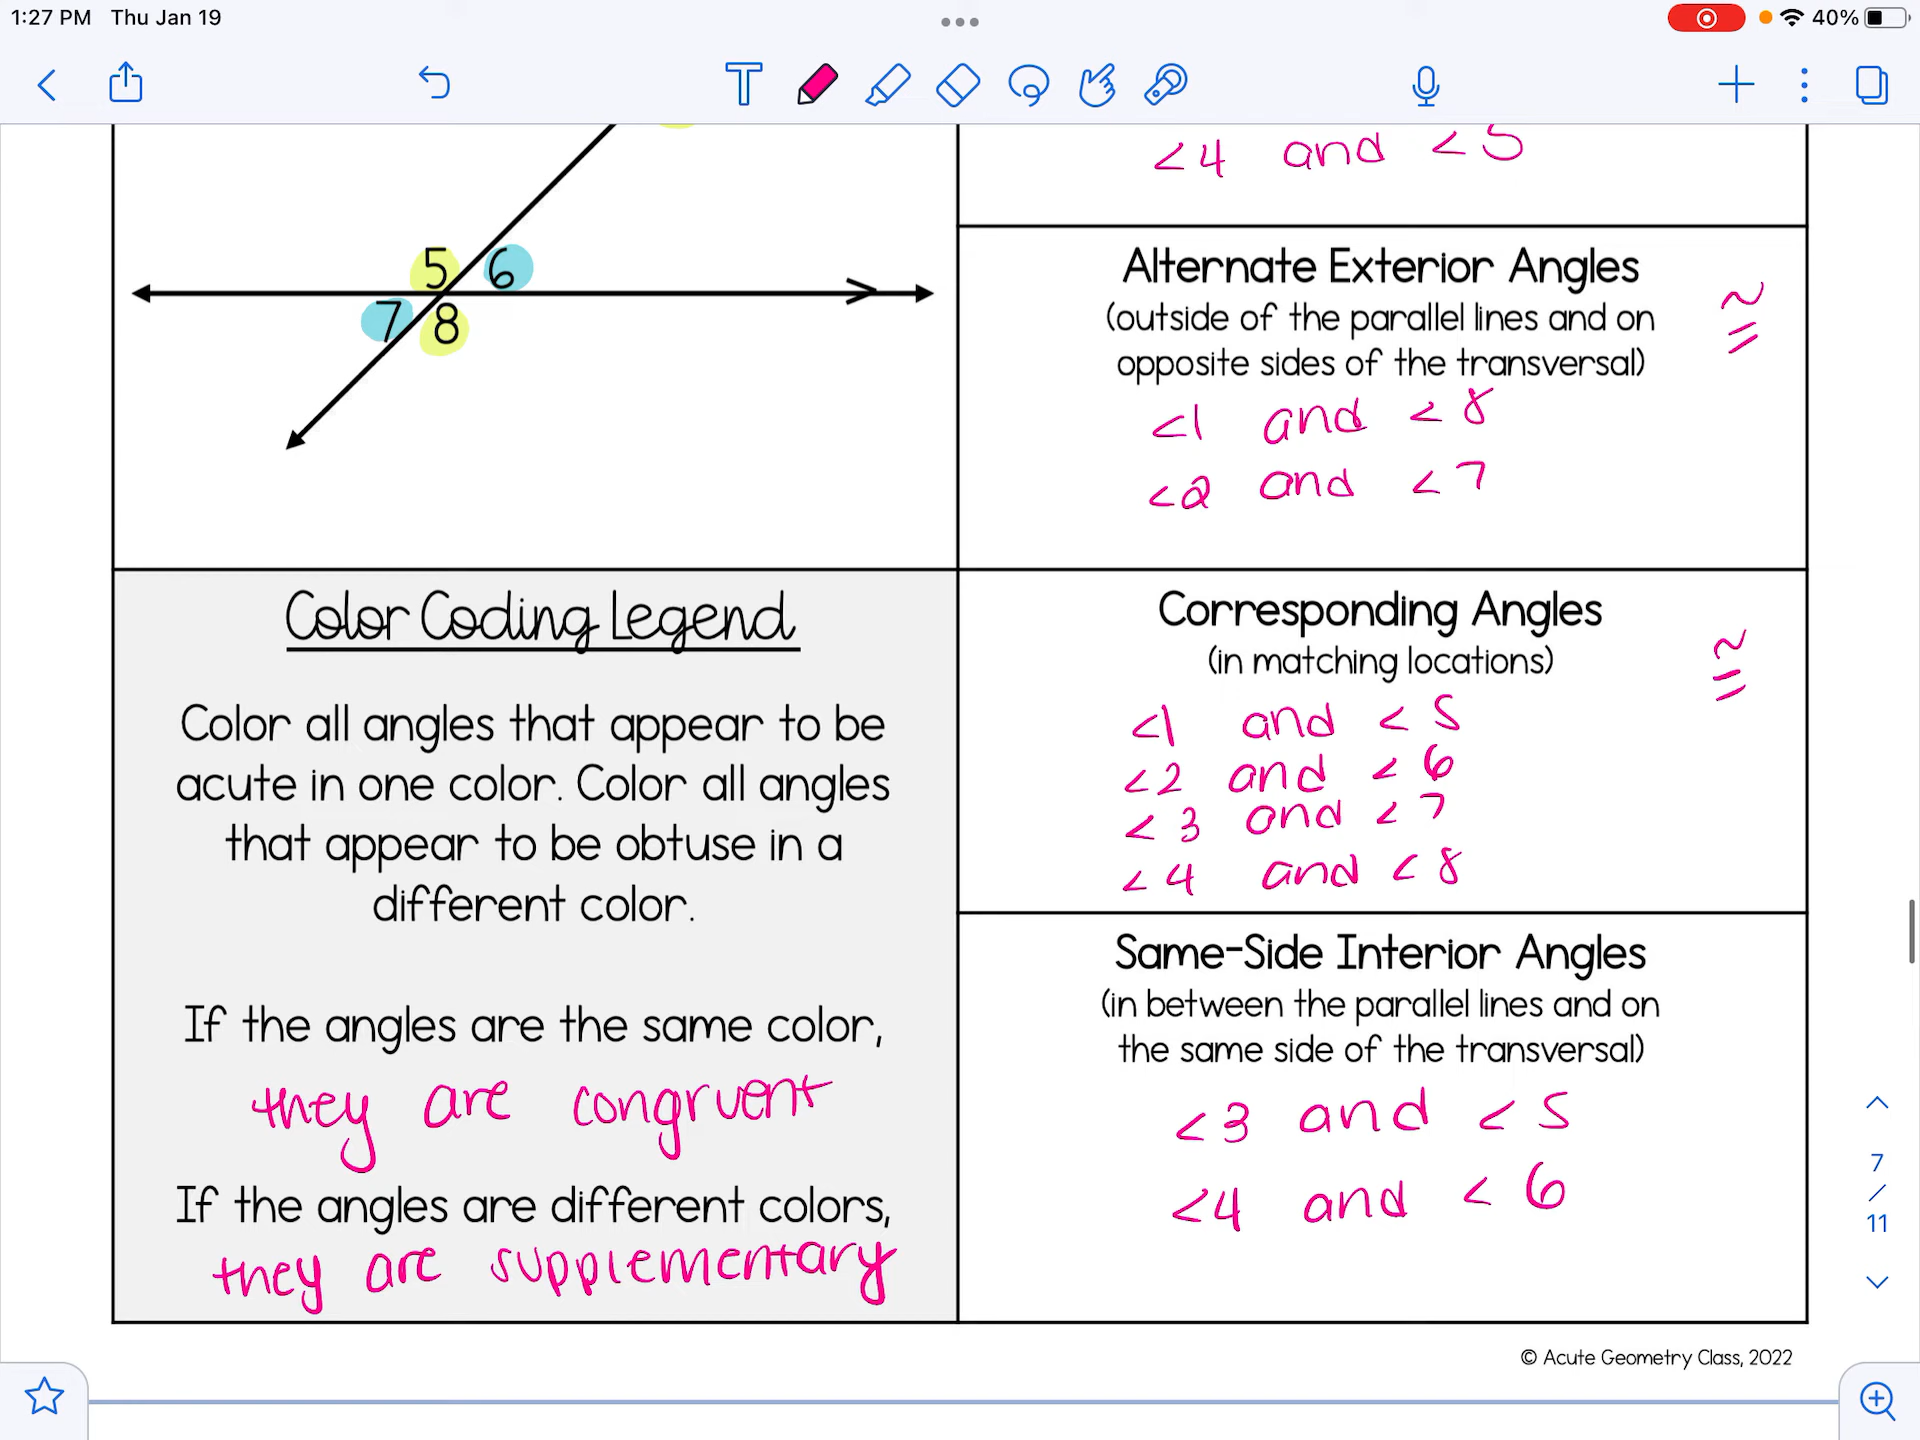 1:27 PM Thu Jan 19
40%
T
<4 and <5
5 6
7 8
Alternate Exterior Angles
(outside of the parallel lines and on
opposite sides of the transversal)
≅
<1 and <8
<2 and <7
Color Coding Legend
Color all angles that appear to be
acute in one color. Color all angles
that appear to be obtuse in a
different color.
If the angles are the same color,
they are congruent
If the angles are different colors,
they are supplementary
Corresponding Angles
(in matching locations)
≅
<1 and <5
<2 and <6
<3 and <7
<4 and <8
Same-Side Interior Angles
(in between the parallel lines and on
the same side of the transversal)
<3 and <5
<4 and <6
7
/
11
© Acute Geometry Class, 2022